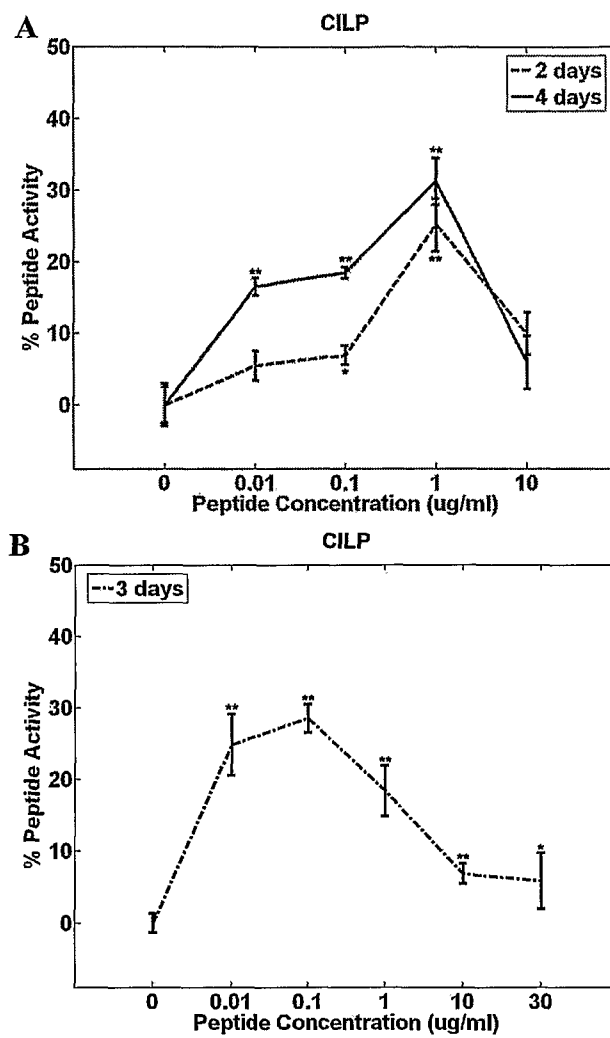 A
CILP
50
40
30
20
10
0
% Peptide Activity
2 days
4 days
**
**
**
**
*
0 0.01 0.1 1 10
Peptide Concentration (ug/ml)
B
CILP
50
40
30
20
10
0
% Peptide Activity
3 days
**
**
**
**
*
0 0.01 0.1 1 10 30
Peptide Concentration (ug/ml)